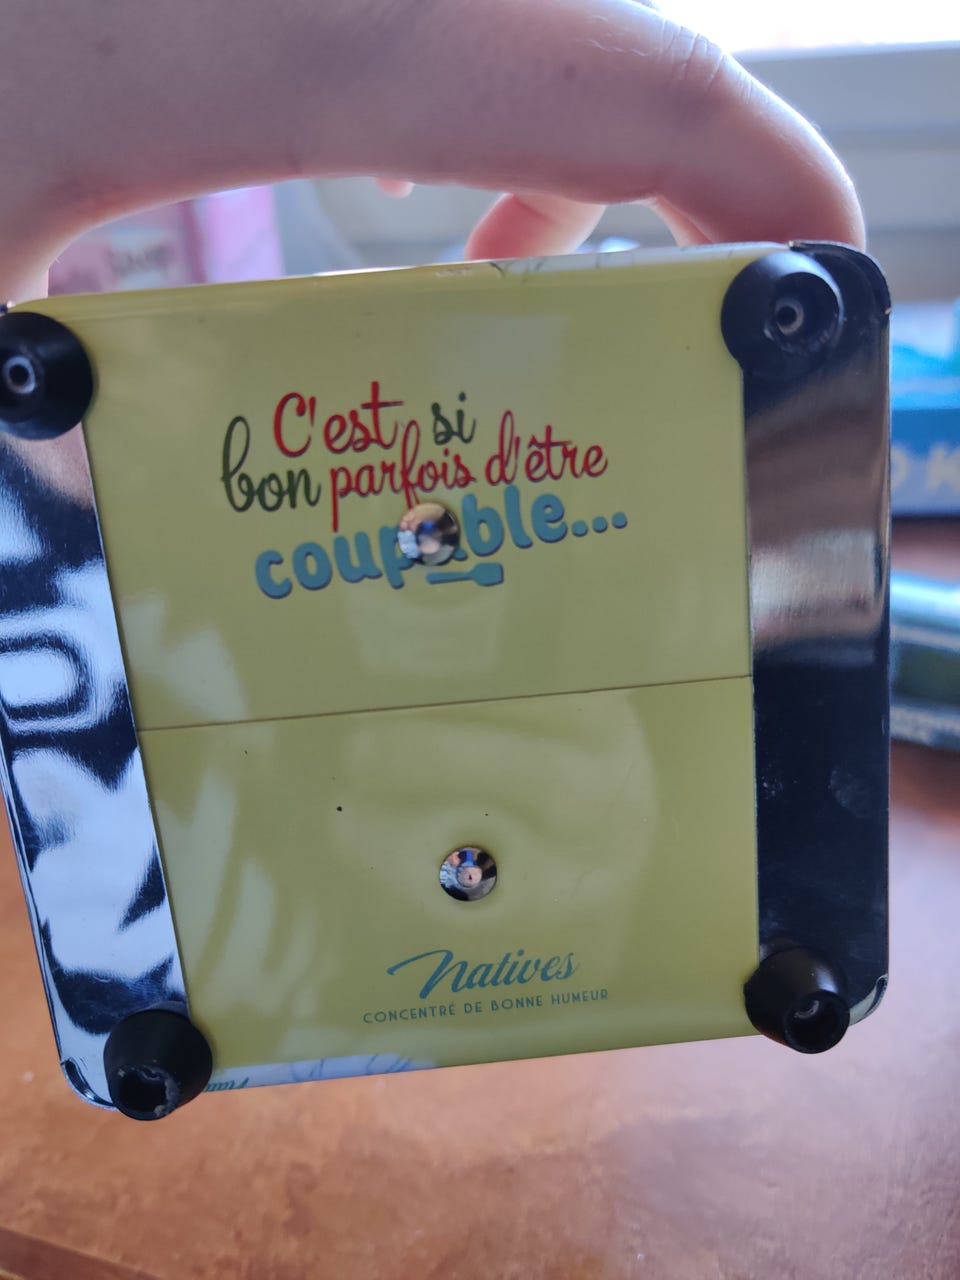 C'est si
bon parfois d'être
coupable...
Natives
CONCENTRÉ DE BONNE HUMEUR